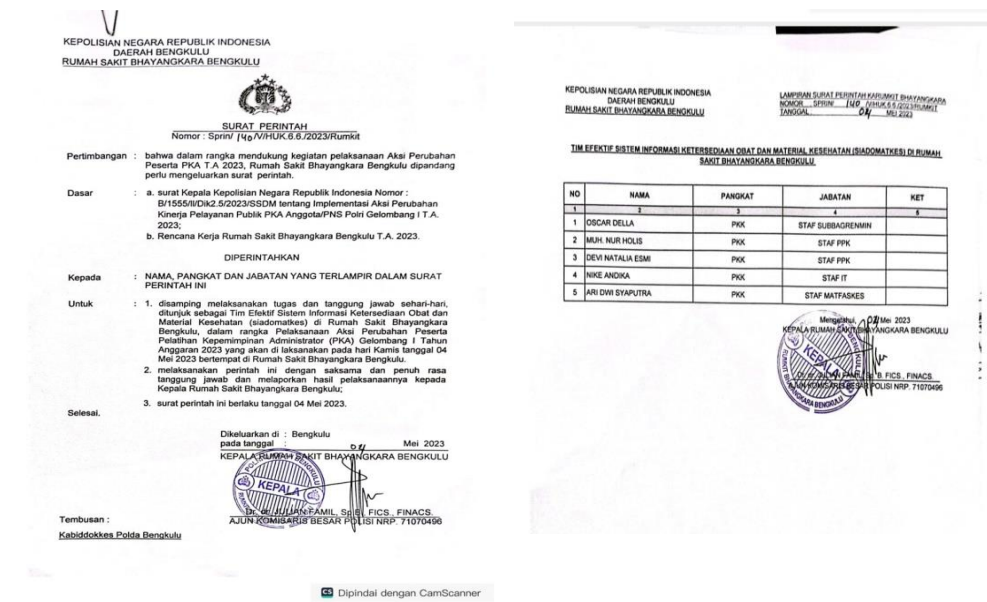 KEPOLISIAN NEGARA REPUBLIK INDONESIA
DAERAH BENGKULU
RUMAH SAKIT BHAYANGKARA BENGKULU
SURAT PERINTAH
Nomor : Sprin/ 140 /V/HUK.6.6./2023/Rumkit
Pertimbangan : bahwa dalam rangka mendukung kegiatan pelaksanaan Aksi Perubahan
Peserta PKA T.A 2023, Rumah Sakit Bhayangkara Bengkulu dipandang
perlu mengeluarkan surat perintah.
Dasar : a. surat Kepala Kepolisian Negara Republik Indonesia Nomor :
B/1555/II/Dik2.5/2023/SSDM tentang Implementasi Aksi Perubahan
Kinerja Pelayanan Publik PKA Anggota/PNS Polri Gelombang I T.A.
2023;
b. Rencana Kerja Rumah Sakit Bhayangkara Bengkulu T.A. 2023.
DIPERINTAHKAN
Kepada : NAMA, PANGKAT DAN JABATAN YANG TERLAMPIR DALAM SURAT
PERINTAH INI
Untuk : 1. disamping melaksanakan tugas dan tanggung jawab sehari-hari,
ditunjuk sebagai Tim Efektif Sistem Informasi Ketersediaan Obat dan
Material Kesehatan (siadomatkes) di Rumah Sakit Bhayangkara
Bengkulu, dalam rangka Pelaksanaan Aksi Perubahan Peserta
Pelatihan Kepemimpinan Administrator (PKA) Gelombang I Tahun
Anggaran 2023 yang akan di laksanakan pada hari Kamis tanggal 04
Mei 2023 bertempat di Rumah Sakit Bhayangkara Bengkulu.
2. melaksanakan perintah ini dengan saksama dan penuh rasa
tanggung jawab dan melaporkan hasil pelaksanaannya kepada
Kepala Rumah Sakit Bhayangkara Bengkulu;
3. surat perintah ini berlaku tanggal 04 Mei 2023.
Selesai.
Dikeluarkan di : Bengkulu
pada tanggal : 04 Mei 2023
KEPALA RUMAH SAKIT BHAYANGKARA BENGKULU
KEPALA
Dr. dr. JULIAN FAMIL, FICS., FINACS.
AJUN KOMISARIS BESAR POLISI NRP. 71070496
Tembusan :
Kabiddokkes Polda Bengkulu
CS Dipindai dengan CamScanner
KEPOLISIAN NEGARA REPUBLIK INDONESIA
DAERAH BENGKULU
RUMAH SAKIT BHAYANGKARA BENGKULU
LAMPIRAN SURAT PERINTAH KARUMKIT BHAYANGKARA
NOMOR SPRIN/ 140 /V/HUK.6.6./2023/RUMKIT
TANGGAL : 04 MEI 2023
TIM EFEKTIF SISTEM INFORMASI KETERSEDIAAN OBAT DAN MATERIAL KESEHATAN (SIADOMATKES) DI RUMAH
SAKIT BHAYANGKARA BENGKULU
NO NAMA PANGKAT JABATAN KET
1 2 3 4 5
1 OSCAR DELLA PKK STAF SUBBAGRENMIN
2 MUH. NUR HOLIS PKK STAF PPK
3 DEVI NATALIA ESMI PKK STAF PPK
4 NIKE ANDIKA PKK STAF IT
5 ARI DWI SYAPUTRA PKK STAF MATFASKES
Mengetahui, 04 Mei 2023
KEPALA RUMAH SAKIT BHAYANGKARA BENGKULU
KEPALA
BHAYANGKARA BENGKULU
FICS., FINACS
AJUN KOMISARIS BESAR POLISI NRP. 71070496